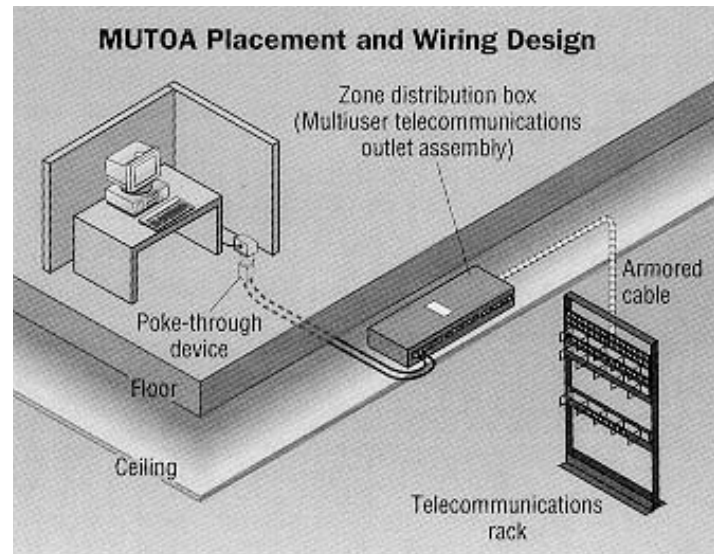 MUTOA Placement and Wiring Design
Zone distribution box
(Multiuser telecommunications
outlet assembly)
Armored
cable
Poke-through
device
Floor
Ceiling
Telecommunications
rack